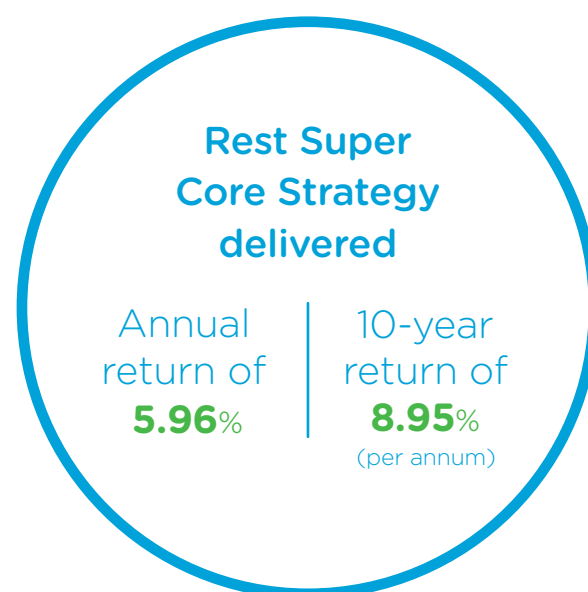 Rest Super
Core Strategy
delivered
Annual
return of
5.96%
10-year
return of
8.95%
(per annum)